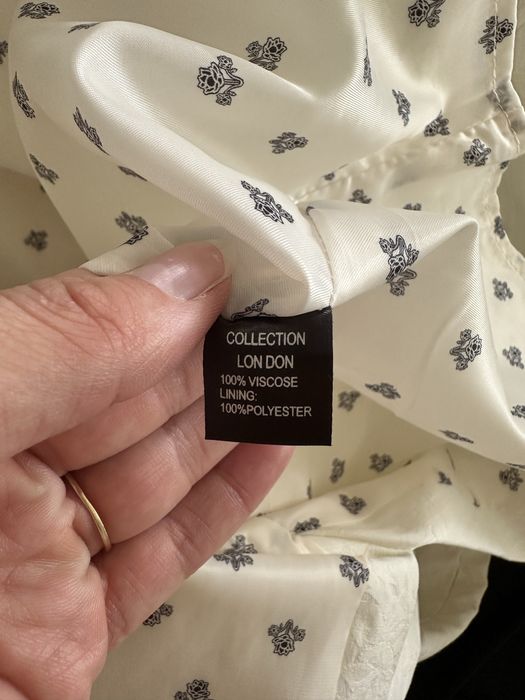 COLLECTION
LON DON
100% VISCOSE
LINING:
100%POLYESTER